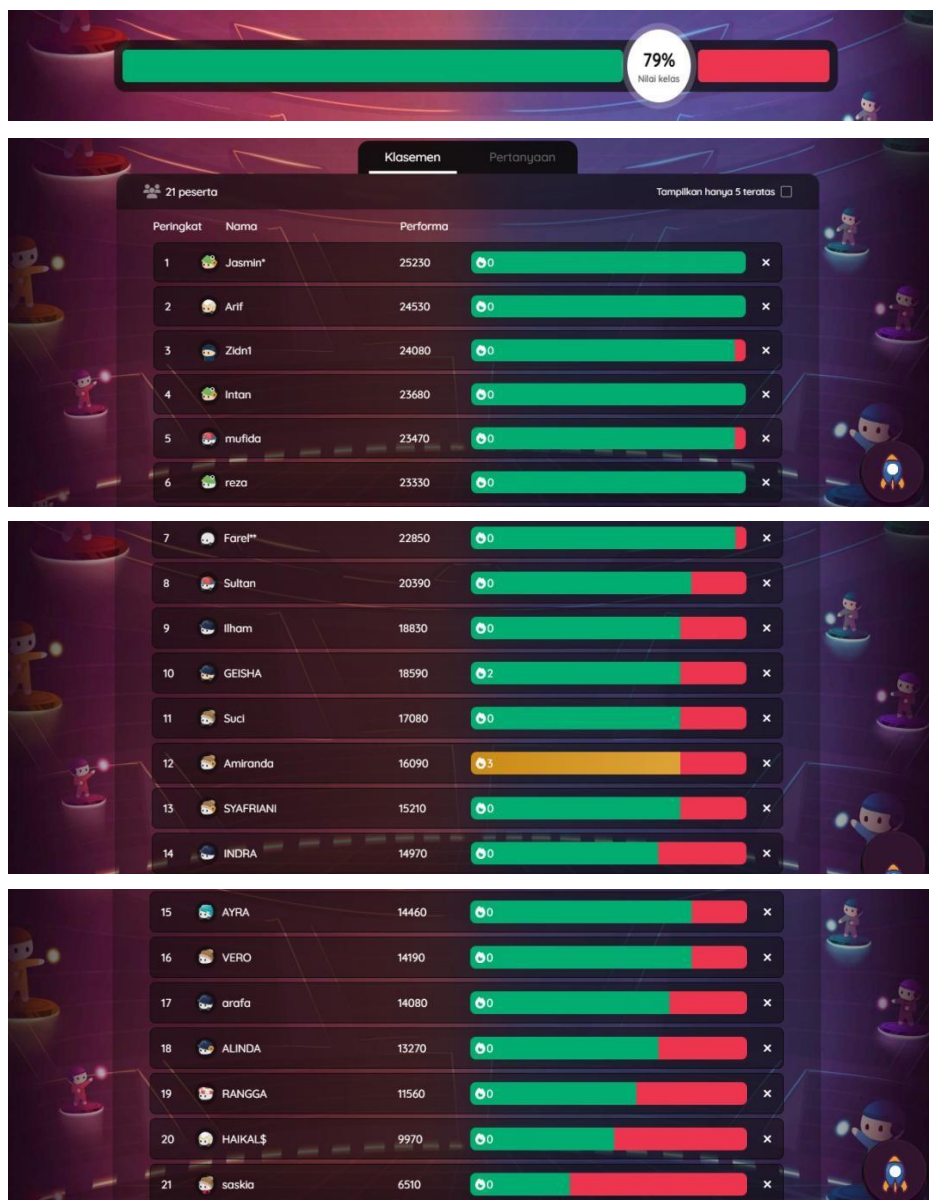 79%
Nilai kelas
Klasemen Pertanyaan
21 peserta Tampilkan hanya 5 teratas
Peringkat Nama Performa
1 Jasmin* 25230 0 ×
2 Arif 24530 0 ×
3 Zidn1 24080 0 ×
4 Intan 23680 0 ×
5 mufida 23470 0 ×
6 reza 23330 0 ×
7 Farel** 22850 0 ×
8 Sultan 20390 0 ×
9 Ilham 18830 0 ×
10 GEISHA 18590 2 ×
11 Suci 17080 0 ×
12 Amiranda 16090 3 ×
13 SYAFRIANI 15210 0 ×
14 INDRA 14970 0 ×
15 AYRA 14460 0 ×
16 VERO 14190 0 ×
17 arafa 14080 0 ×
18 ALINDA 13270 0 ×
19 RANGGA 11560 0 ×
20 HAIKAL$ 9970 0 ×
21 saskia 6510 0 ×